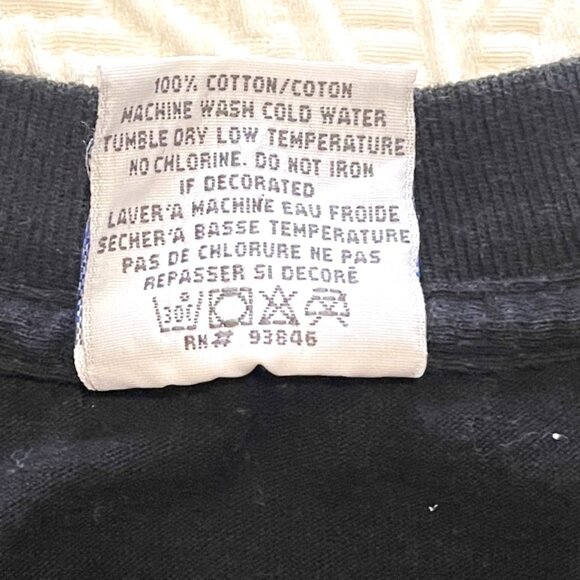 100% COTTON/COTON
MACHINE WASH COLD WATER
TUMBLE DRY LOW TEMPERATURE
NO CHLORINE. DO NOT IRON
IF DECORATED
LAVER'A MACHINE EAU FROIDE
SECHER'A BASSE TEMPERATURE
PAS DE CHLORURE NE PAS
REPASSER SI DECORÉ
30°
RN# 93846